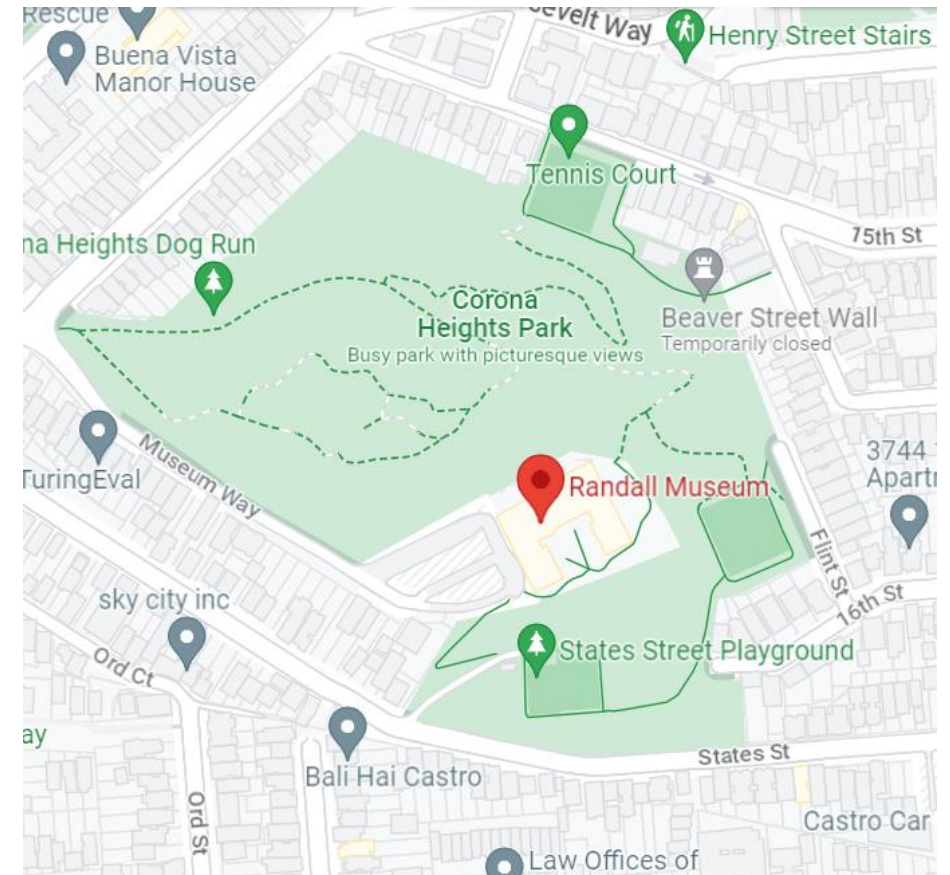 Rescue
sevelt Way
Henry Street Stairs
Buena Vista
Manor House
Tennis Court
15th St
na Heights Dog Run
Corona
Heights Park
Busy park with picturesque views
Beaver Street Wall
Temporarily closed
TuringEval
Museum Way
Randall Museum
3744
Apartr
Flint St
16th St
sky city inc
Ord Ct
States Street Playground
ay
Bali Hai Castro
States St
Ord St
Castro Car
Law Offices of